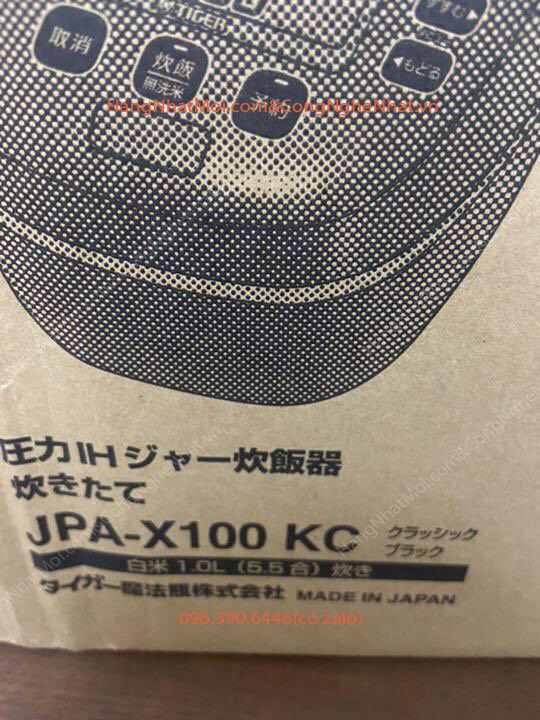 TIGER
すすむ
取消
炊飯
無洗米
予約
もどる
HangNhatMoi.com&CongNgheNhat.vn
圧力IHジャー炊飯器
炊きたて
JPA-X100 KC クラッシックブラック
白米 1.0L (5.5合) 炊き
タイガー魔法瓶株式会社 MADE IN JAPAN
096.390.6446(có zalo)